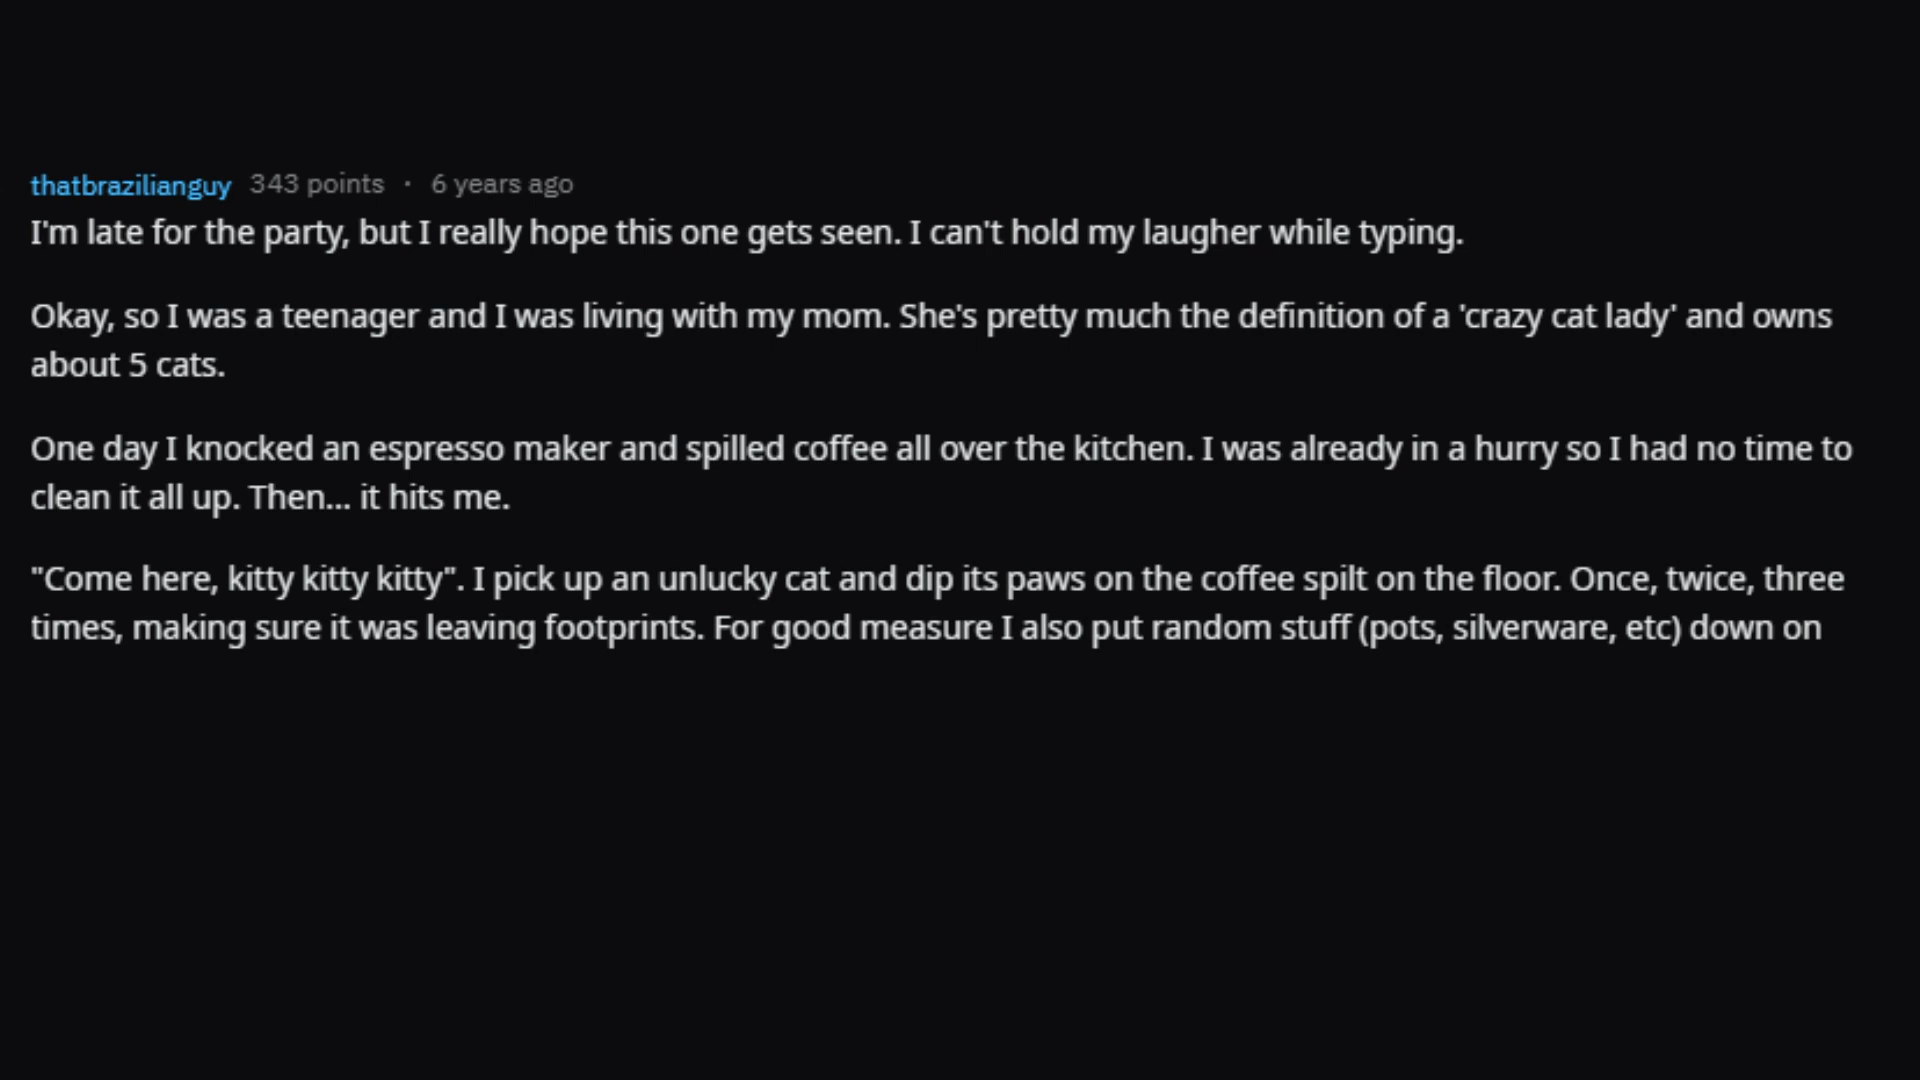 thatbrazilianguy 343 points · 6 years ago
I'm late for the party, but I really hope this one gets seen. I can't hold my laugher while typing.
Okay, so I was a teenager and I was living with my mom. She's pretty much the definition of a 'crazy cat lady' and owns
about 5 cats.
One day I knocked an espresso maker and spilled coffee all over the kitchen. I was already in a hurry so I had no time to
clean it all up. Then... it hits me.
"Come here, kitty kitty kitty". I pick up an unlucky cat and dip its paws on the coffee spilt on the floor. Once, twice, three
times, making sure it was leaving footprints. For good measure I also put random stuff (pots, silverware, etc) down on